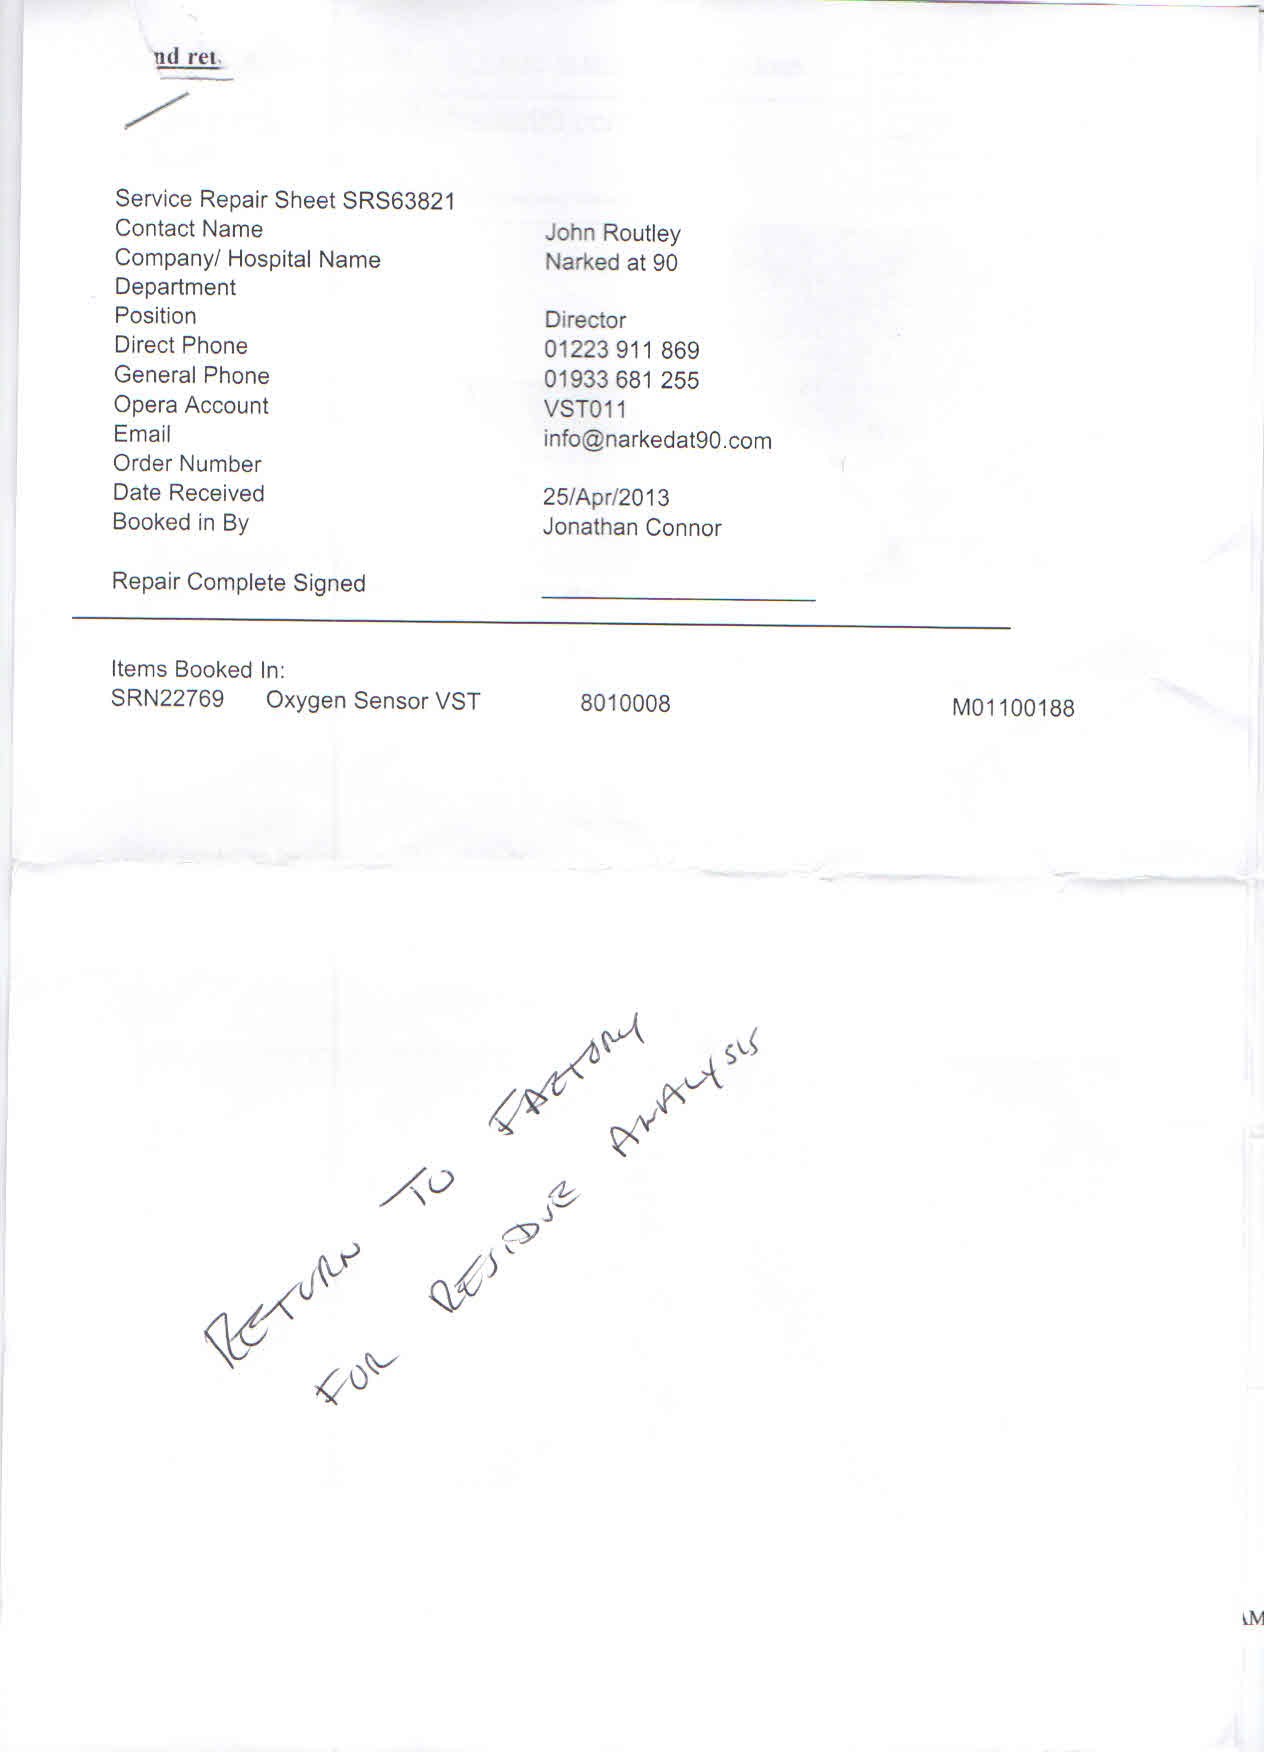 nd ret
Service Repair Sheet SRS63821
Contact Name John Routley
Company/ Hospital Name Narked at 90
Department
Position Director
Direct Phone 01223 911 869
General Phone 01933 681 255
Opera Account VST011
Email info@narkedat90.com
Order Number
Date Received 25/Apr/2013
Booked in By Jonathan Connor
Repair Complete Signed
Items Booked In:
SRN22769 Oxygen Sensor VST 8010008 M01100188
RETURN TO FACTORY
FOR RESIDUE ANALYSIS
AM